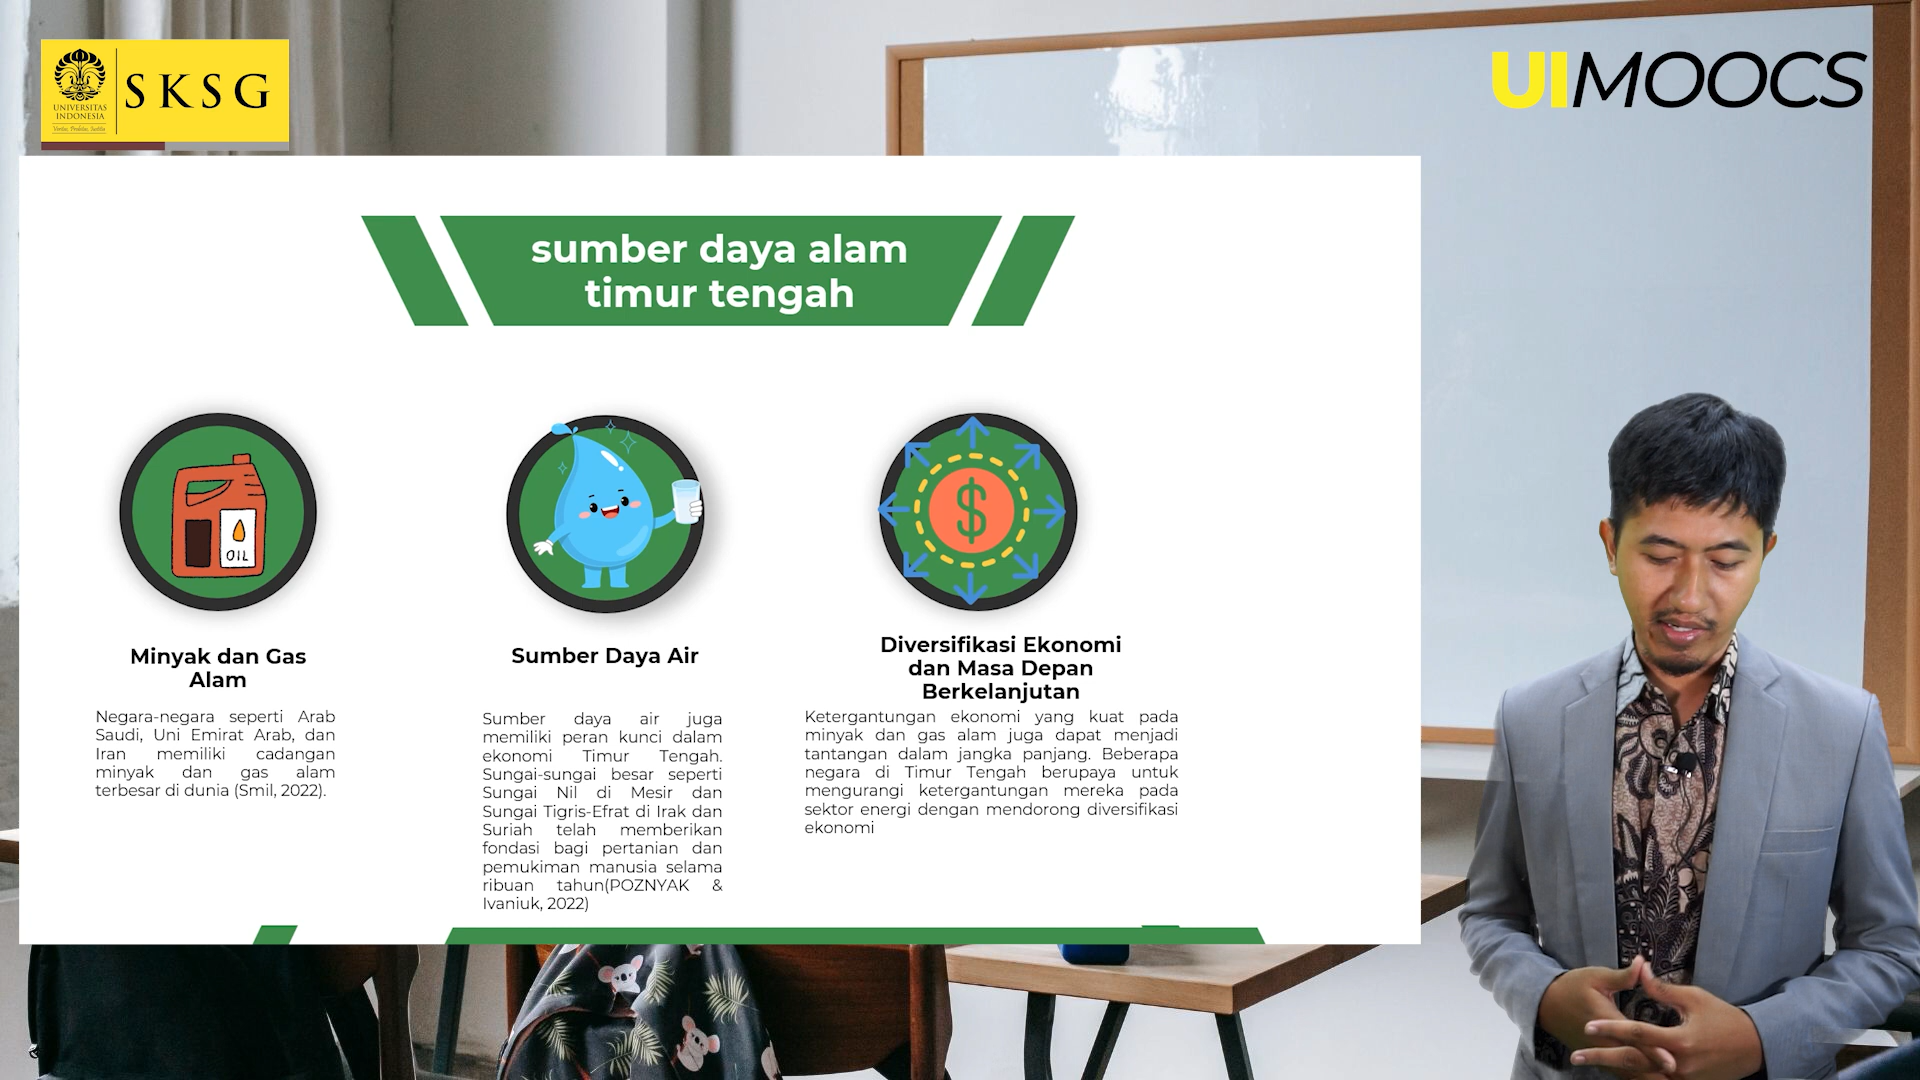 UNIVERSITAS
INDONESIA
Veritas, Probitas, Iustitia
SKSG
UIMOOCS
sumber daya alam
timur tengah
OIL
Minyak dan Gas
Alam
Negara-negara seperti Arab
Saudi, Uni Emirat Arab, dan
Iran memiliki cadangan
minyak dan gas alam
terbesar di dunia (Smil, 2022).
Sumber Daya Air
Sumber daya air juga
memiliki peran kunci dalam
ekonomi Timur Tengah.
Sungai-sungai besar seperti
Sungai Nil di Mesir dan
Sungai Tigris-Efrat di Irak dan
Suriah telah memberikan
fondasi bagi pertanian dan
pemukiman manusia selama
ribuan tahun(POZNYAK &
Ivaniuk, 2022)
Diversifikasi Ekonomi
dan Masa Depan
Berkelanjutan
Ketergantungan ekonomi yang kuat pada
minyak dan gas alam juga dapat menjadi
tantangan dalam jangka panjang. Beberapa
negara di Timur Tengah berupaya untuk
mengurangi ketergantungan mereka pada
sektor energi dengan mendorong diversifikasi
ekonomi